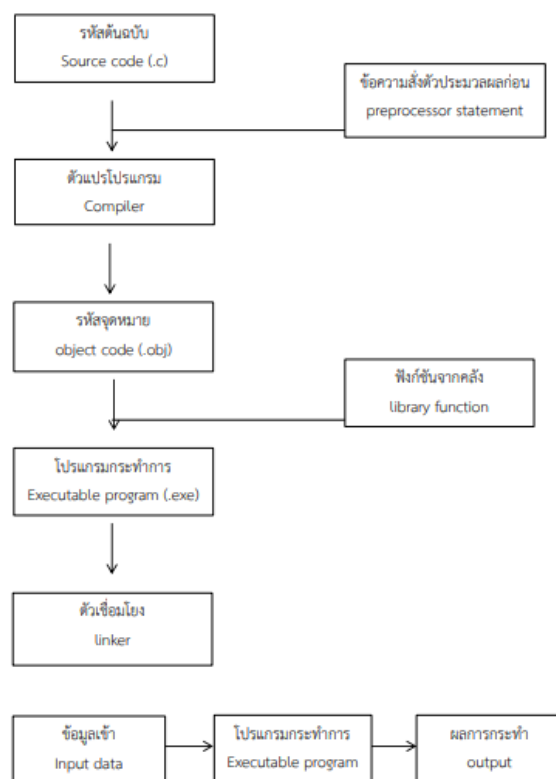 รหัสต้นฉบับ
Source code (.c)
ข้อความสั่งตัวประมวลผลก่อน
preprocessor statement
ตัวแปรโปรแกรม
Compiler
รหัสจุดหมาย
object code (.obj)
ฟังก์ชันจากคลัง
library function
โปรแกรมกระทำการ
Executable program (.exe)
ตัวเชื่อมโยง
linker
ข้อมูลเข้า
Input data
โปรแกรมกระทำการ
Executable program
ผลการกระทำ
output